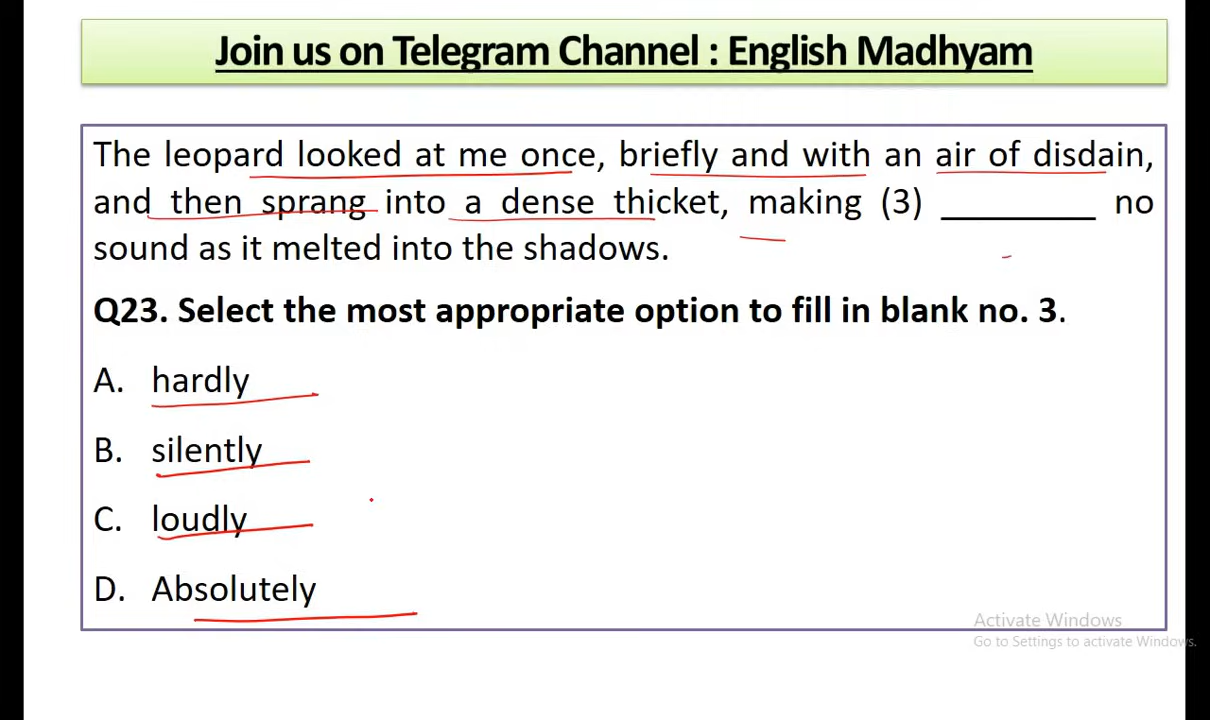 Join us on Telegram Channel : English Madhyam
The leopard looked at me once, briefly and with an air of disdain,
and then sprang into a dense thicket, making (3) _________ no
sound as it melted into the shadows.
Q23. Select the most appropriate option to fill in blank no. 3.
A. hardly
B. silently
C. loudly
D. Absolutely
Activate Windows
Go to Settings to activate Windows.